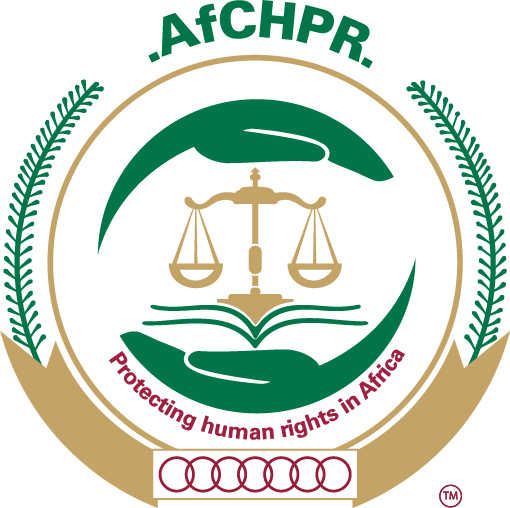 .AfCHPR.
Protecting human rights in Africa
TM